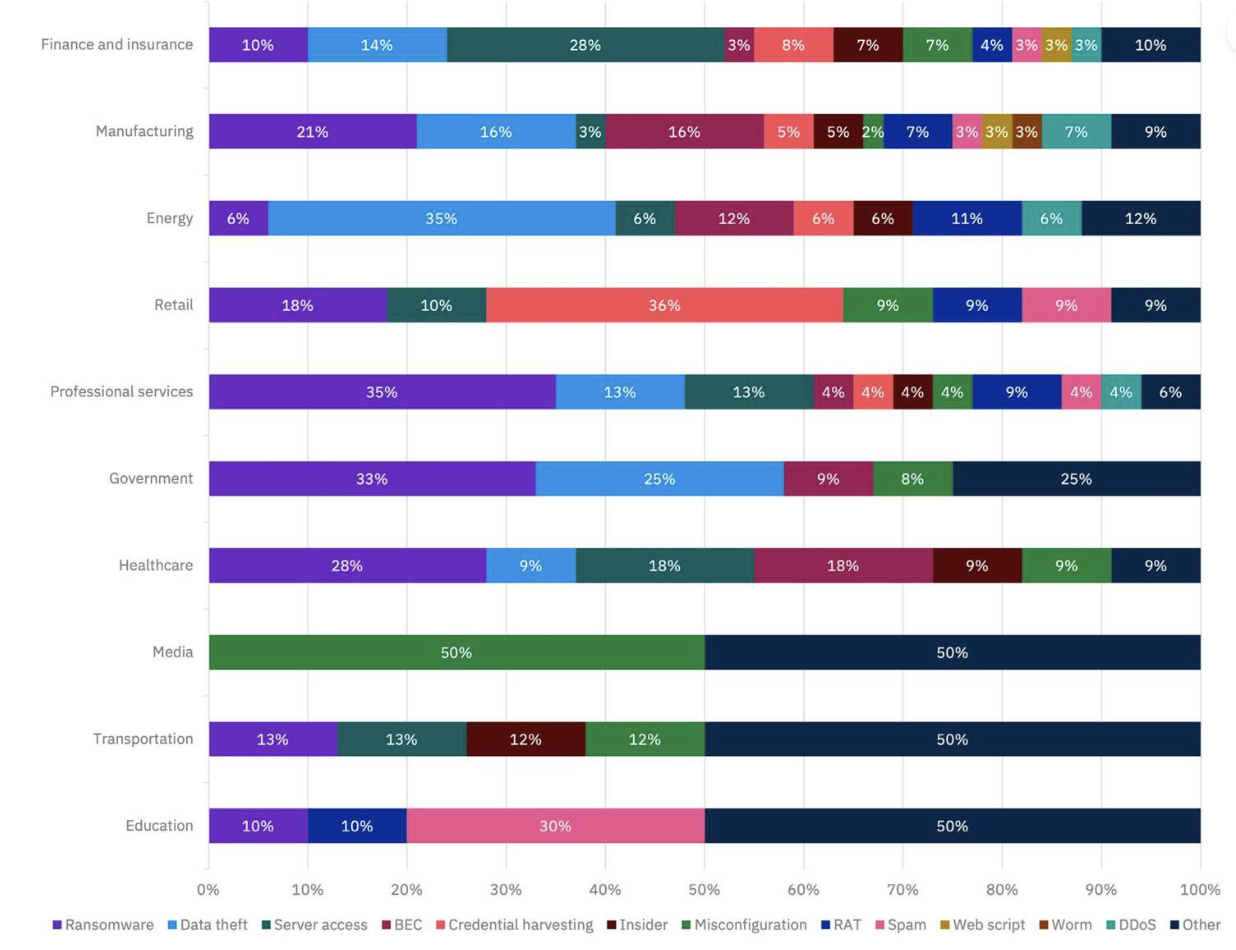 Finance and insurance 10% 14% 28% 3% 8% 7% 7% 4% 3% 3% 3% 10%
Manufacturing 21% 16% 3% 16% 5% 5% 2% 7% 3% 3% 3% 7% 9%
Energy 6% 35% 6% 12% 6% 6% 11% 6% 12%
Retail 18% 10% 36% 9% 9% 9% 9%
Professional services 35% 13% 13% 4% 4% 4% 4% 9% 4% 4% 6%
Government 33% 25% 9% 8% 25%
Healthcare 28% 9% 18% 18% 9% 9% 9%
Media 50% 50%
Transportation 13% 13% 12% 12% 50%
Education 10% 10% 30% 50%
0% 10% 20% 30% 40% 50% 60% 70% 80% 90% 100%
Ransomware Data theft Server access BEC Credential harvesting Insider Misconfiguration RAT Spam Web script Worm DDoS Other